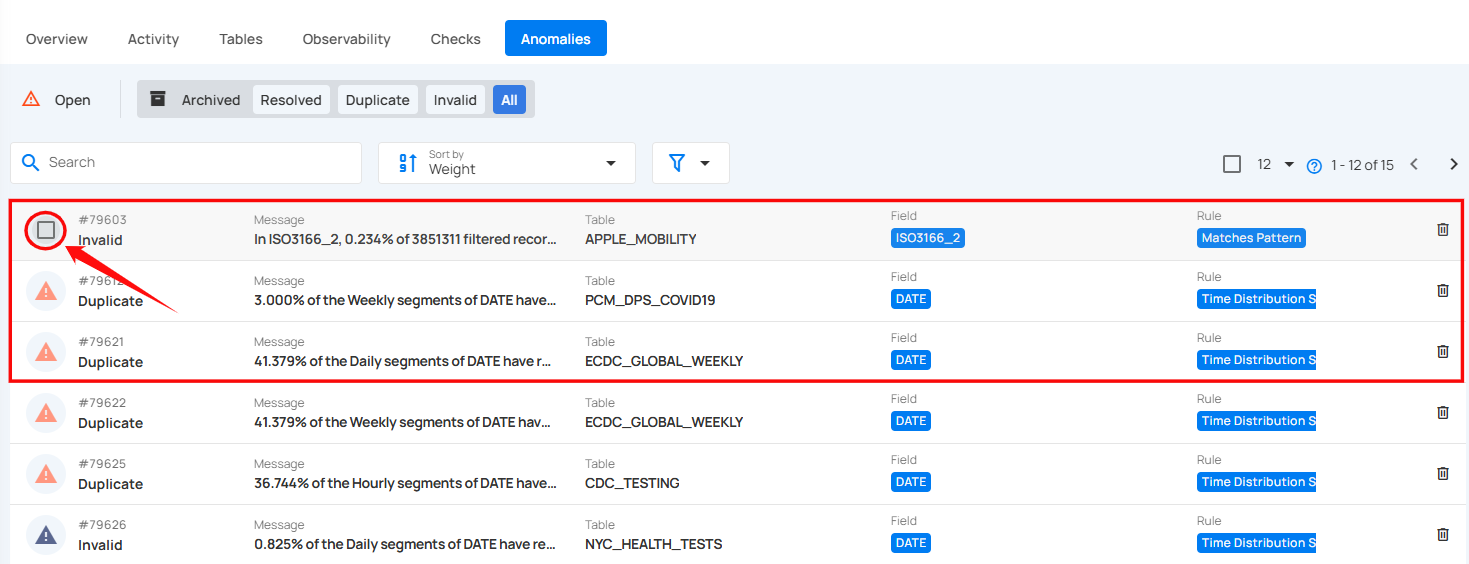 Overview Activity Tables Observability Checks Anomalies
Open Archived Resolved Duplicate Invalid All
Search Sort by Weight 12 1 - 12 of 15
#79603 Message Table Field Rule
Invalid In ISO3166_2, 0.234% of 3851311 filtered recor... APPLE_MOBILITY ISO3166_2 Matches Pattern
#79612 Message Table Field Rule
Duplicate 3.000% of the Weekly segments of DATE have... PCM_DPS_COVID19 DATE Time Distribution S
#79621 Message Table Field Rule
Duplicate 41.379% of the Daily segments of DATE have r... ECDC_GLOBAL_WEEKLY DATE Time Distribution S
#79622 Message Table Field Rule
Duplicate 41.379% of the Weekly segments of DATE hav... ECDC_GLOBAL_WEEKLY DATE Time Distribution S
#79625 Message Table Field Rule
Duplicate 36.744% of the Hourly segments of DATE have... CDC_TESTING DATE Time Distribution S
#79626 Message Table Field Rule
Invalid 0.825% of the Daily segments of DATE have re... NYC_HEALTH_TESTS DATE Time Distribution S